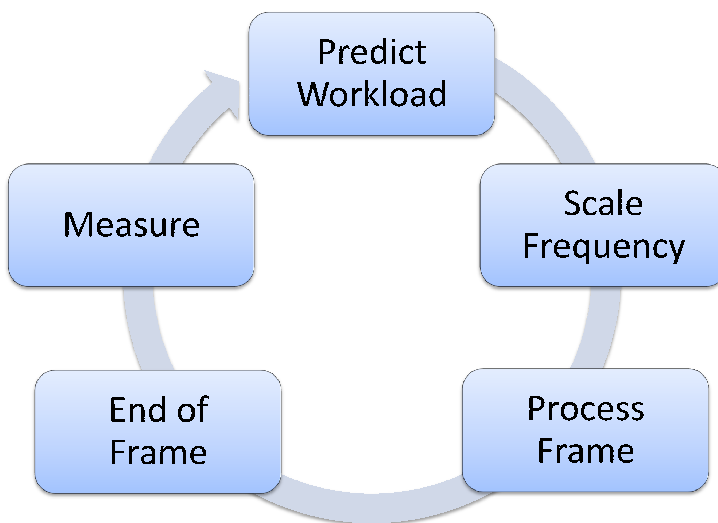 Predict
Workload
Scale
Frequency
Process
Frame
End of
Frame
Measure